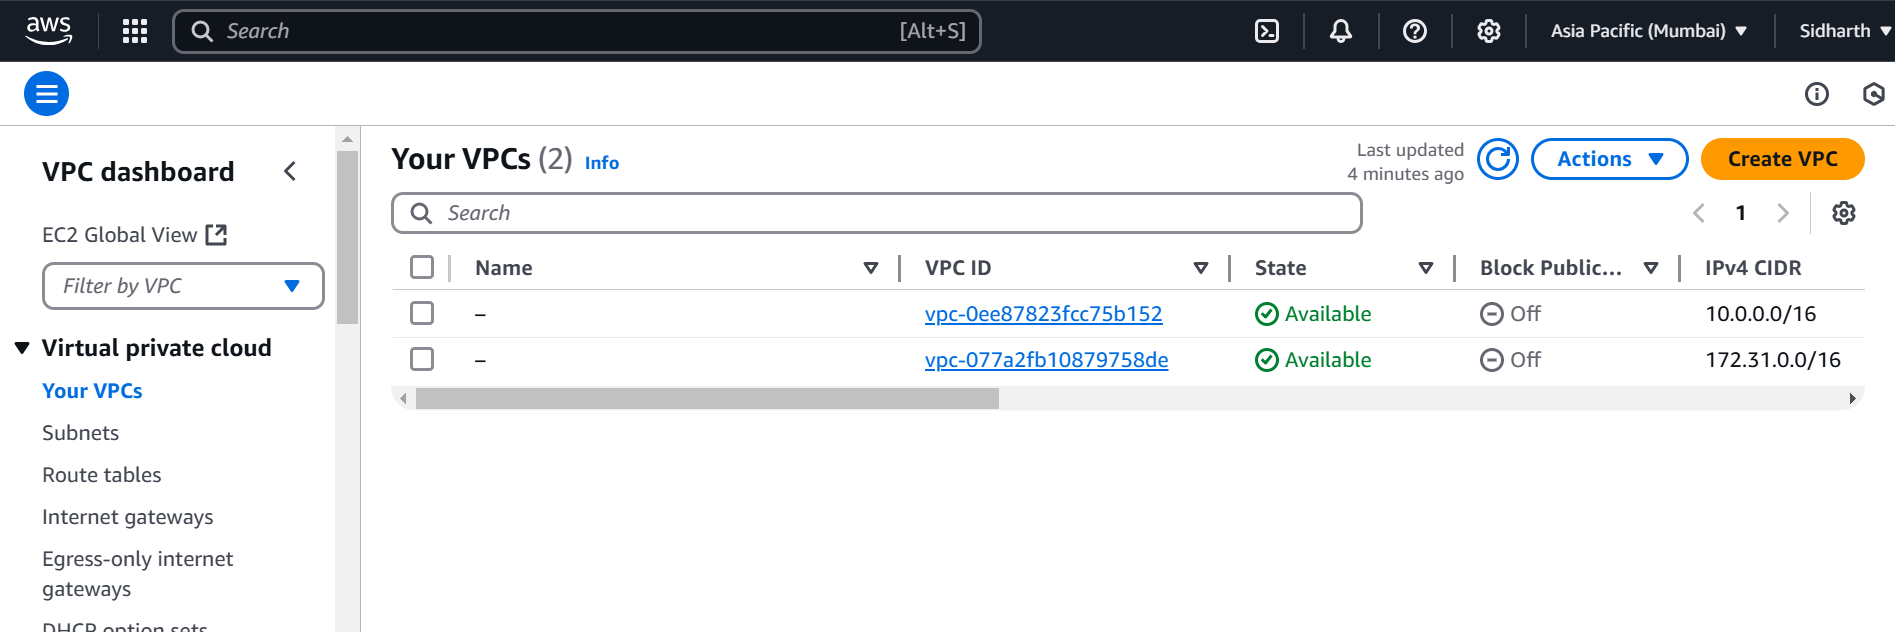 aws Search [Alt+S] Asia Pacific (Mumbai) Sidharth
VPC dashboard
EC2 Global View
Filter by VPC
Virtual private cloud
Your VPCs
Subnets
Route tables
Internet gateways
Egress-only internet
gateways
DHCP option sets
Your VPCs (2) Info
Last updated
4 minutes ago
Actions
Create VPC
Search
1
Name VPC ID State Block Public... IPv4 CIDR
– vpc-0ee87823fcc75b152 Available Off 10.0.0.0/16
– vpc-077a2fb10879758de Available Off 172.31.0.0/16